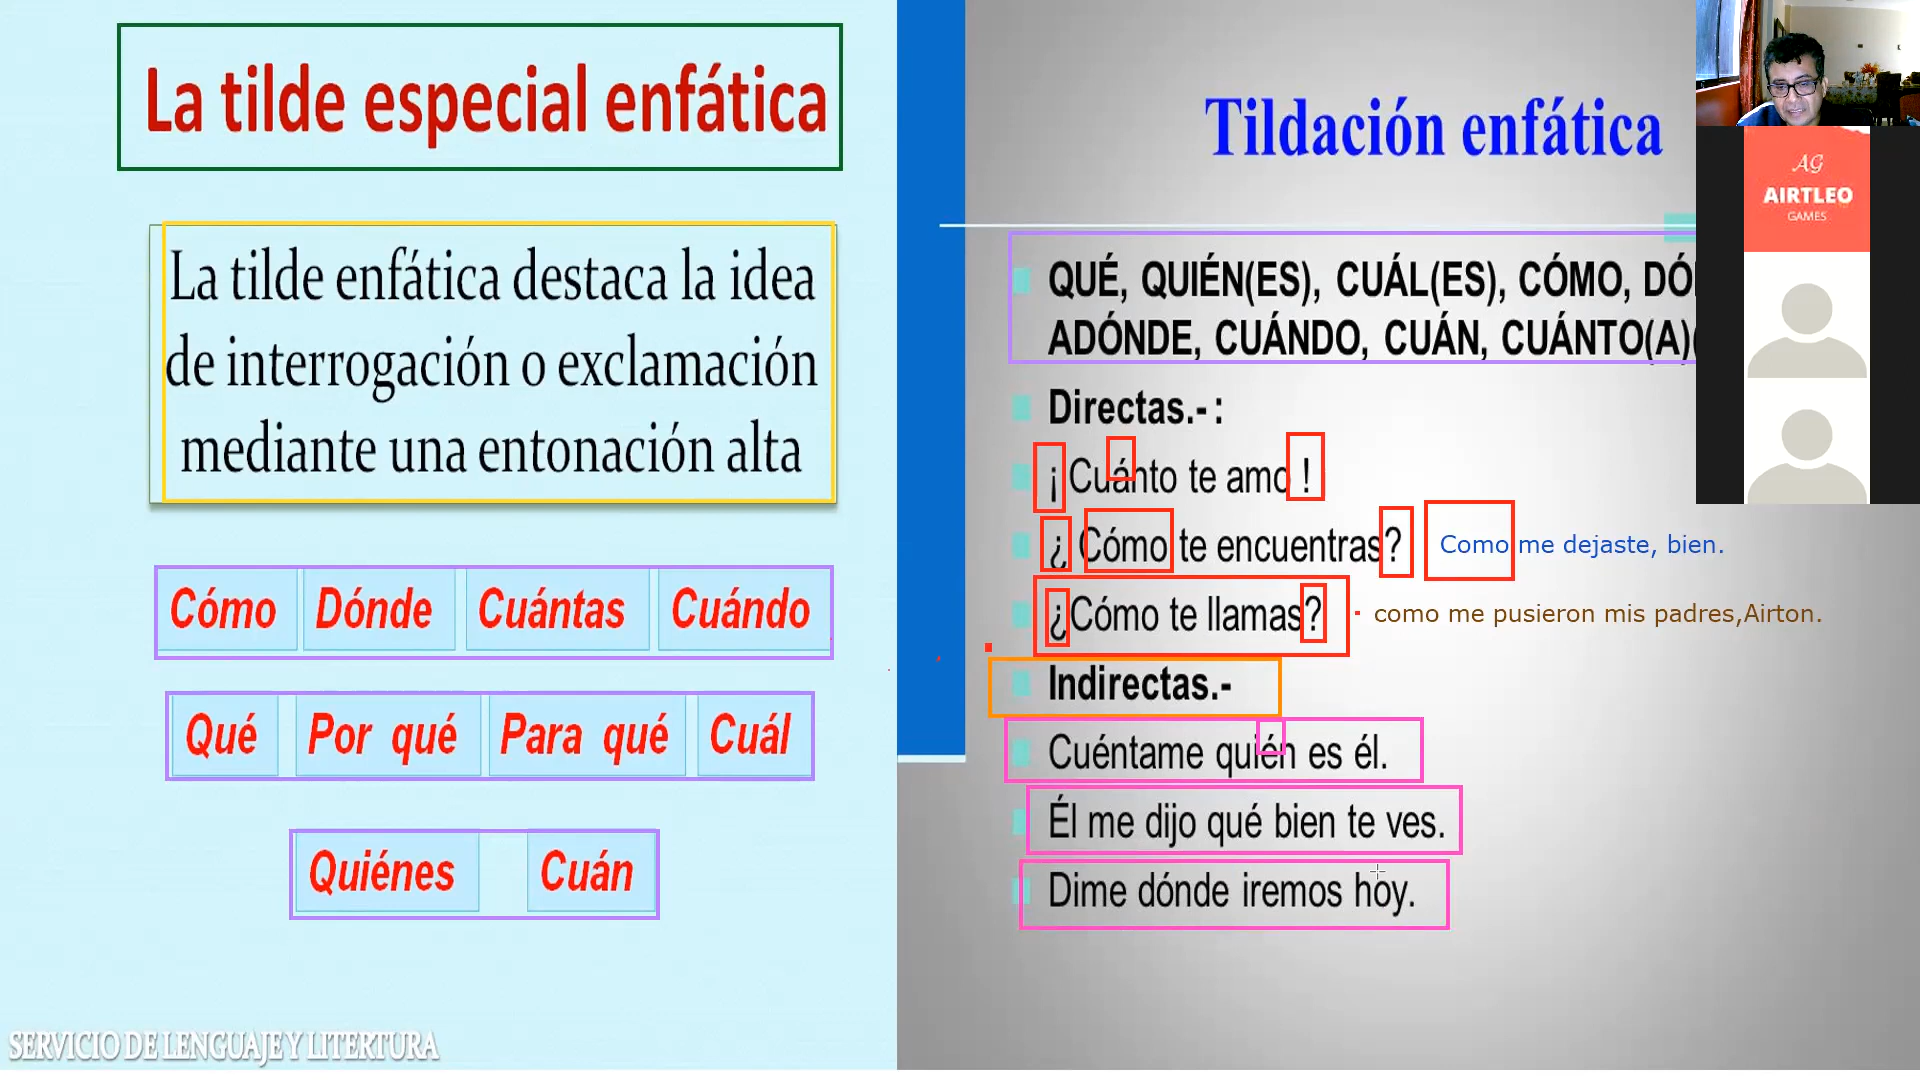 La tilde especial enfática
La tilde enfática destaca la idea
de interrogación o exclamación
mediante una entonación alta
Cómo Dónde Cuántas Cuándo
Qué Por qué Para qué Cuál
Quiénes Cuán
SERVICIO DE LENGUAJE Y LITERTURA
Tildación enfática
QUÉ, QUIÉN(ES), CUÁL(ES), CÓMO,
ADÓNDE, CUÁNDO, CUÁN, CUÁNTO(A)
Directas.- :
¡ Cuánto te amo !
¿ Cómo te encuentras? Como me dejaste, bien.
¿Cómo te llamas? como me pusieron mis padres,Airton.
Indirectas.-
Cuéntame quién es él.
Él me dijo qué bien te ves.
Dime dónde iremos hoy.
AG
AIRTLEO
GAMES